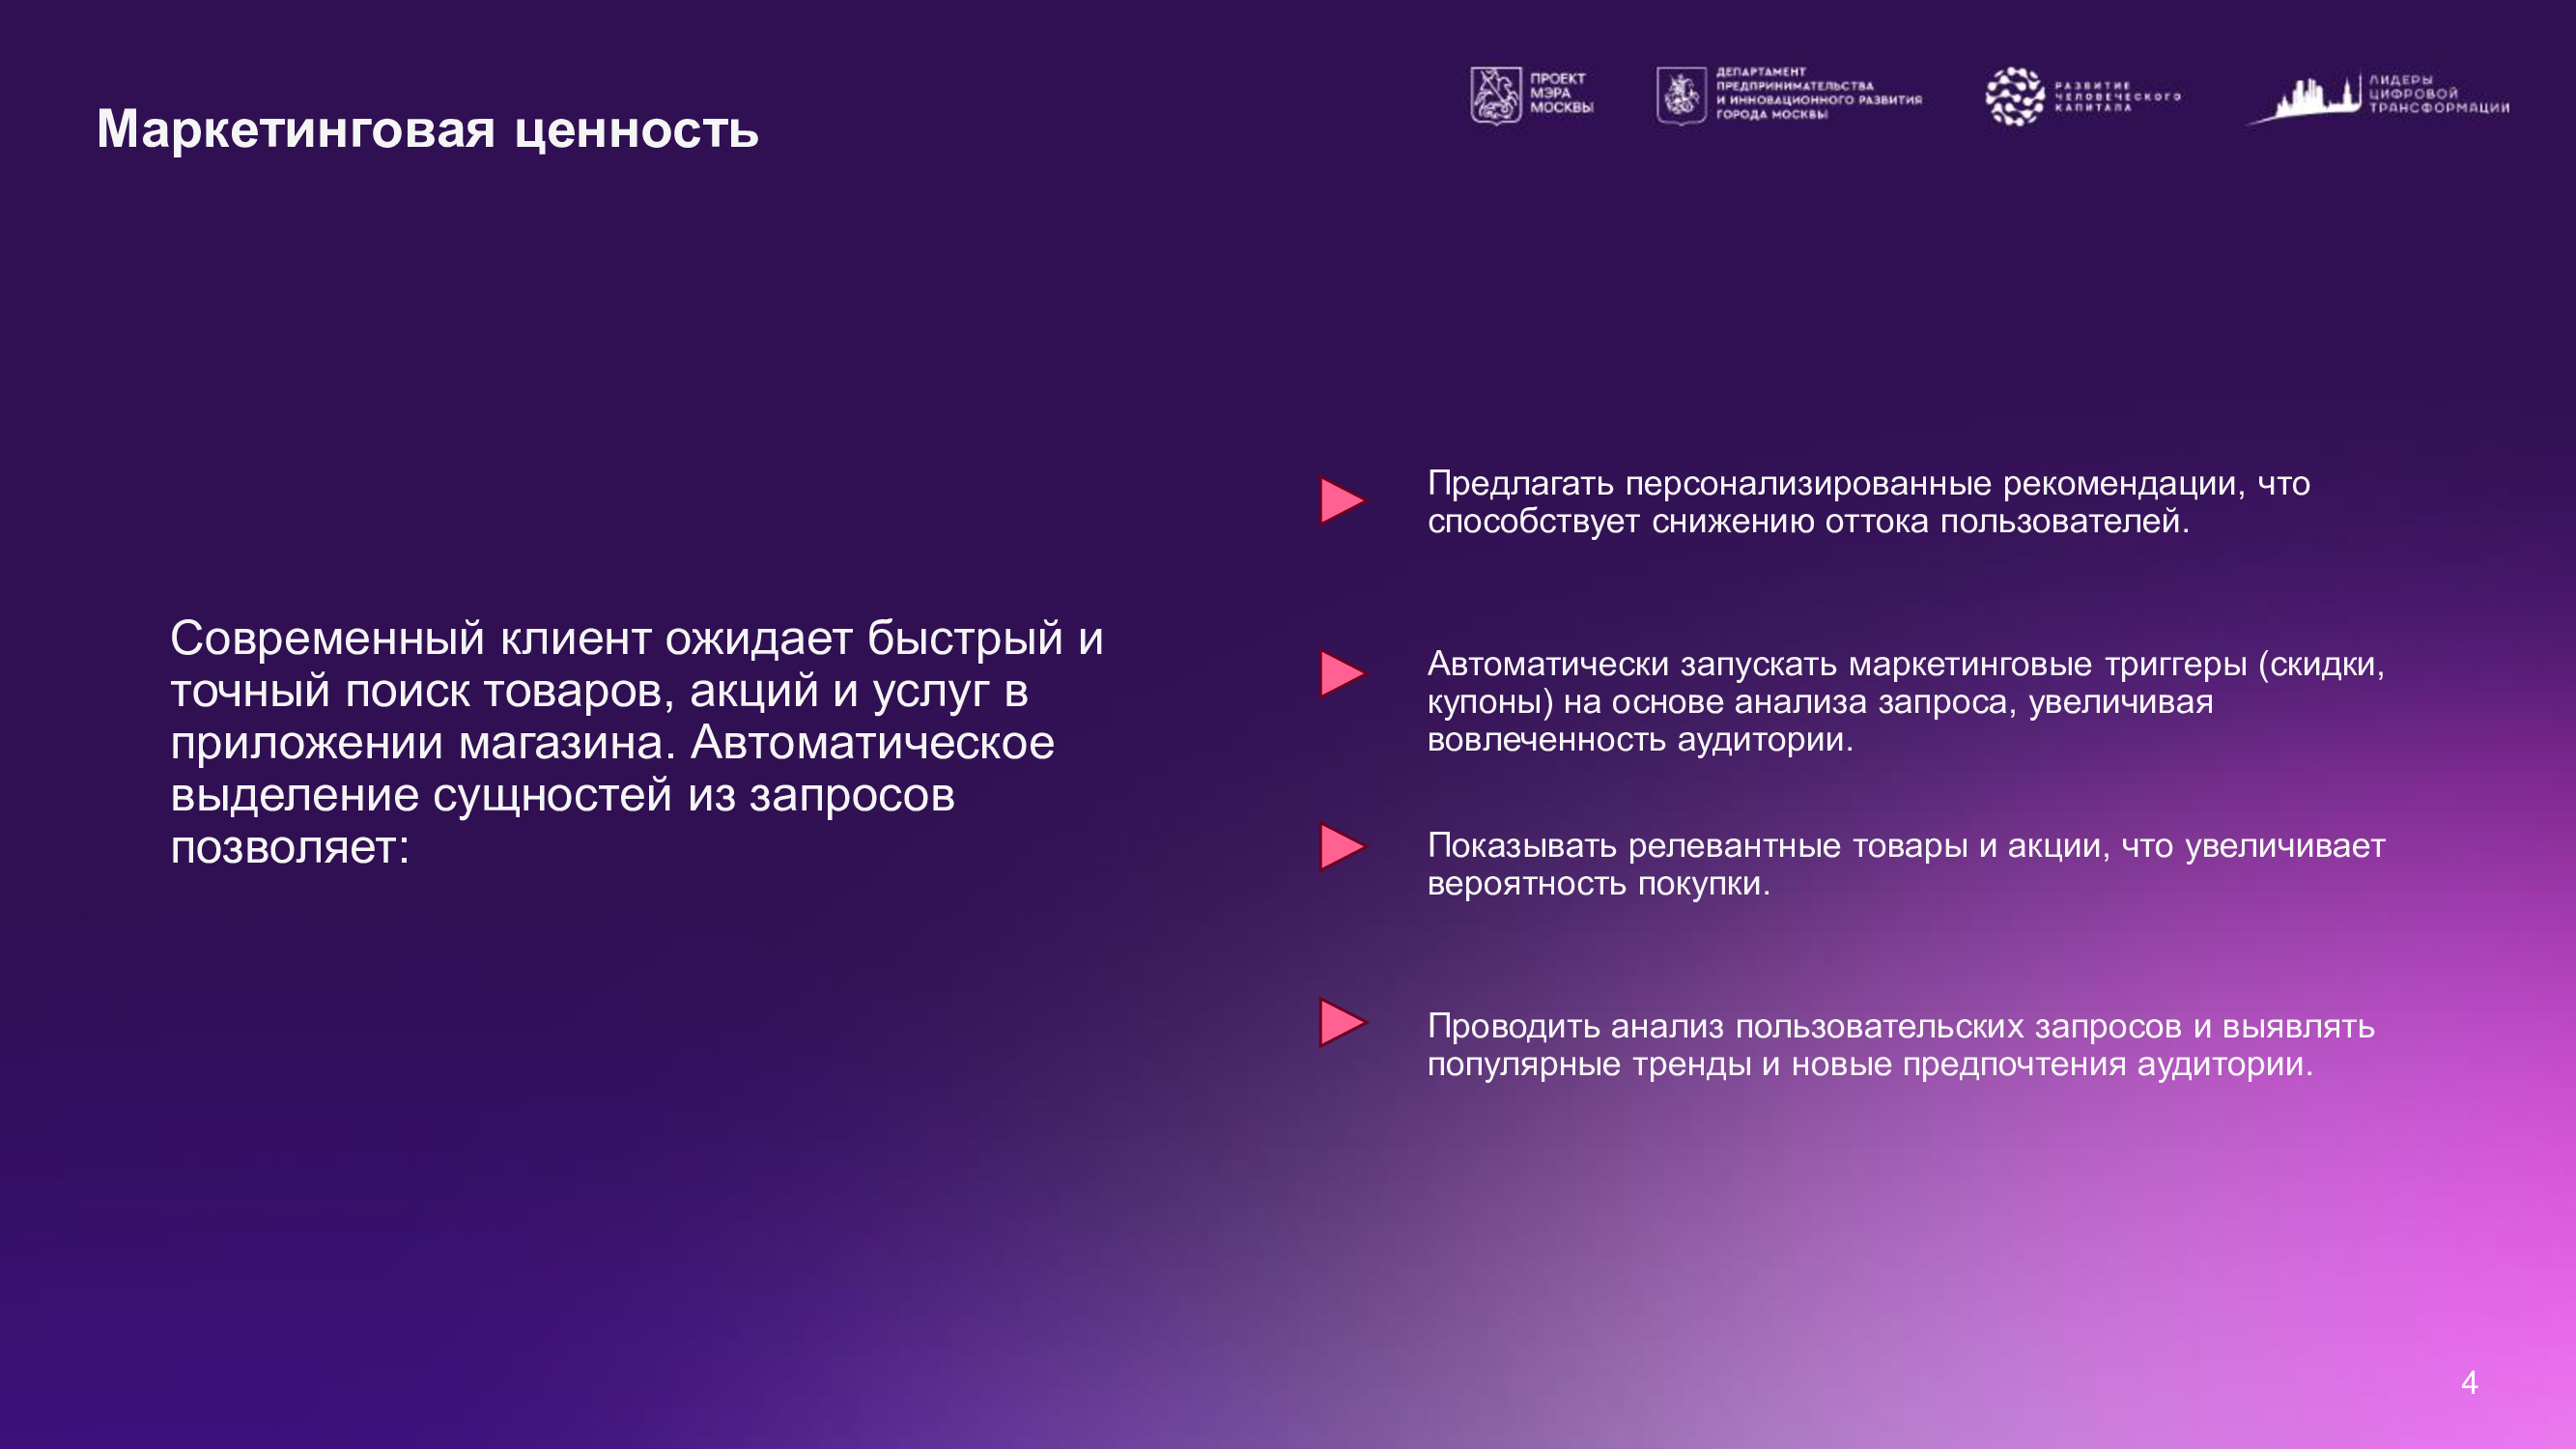 Маркетинговая ценность
ПРОЕКТ
МЭРА
МОСКВЫ
ДЕПАРТАМЕНТ
ПРЕДПРИНИМАТЕЛЬСТВА
И ИННОВАЦИОННОГО РАЗВИТИЯ
ГОРОДА МОСКВЫ
РАЗВИТИЕ
ЧЕЛОВЕЧЕСКОГО
КАПИТАЛА
ЛИДЕРЫ
ЦИФРОВОЙ
ТРАНСФОРМАЦИИ
Современный клиент ожидает быстрый и
точный поиск товаров, акций и услуг в
приложении магазина. Автоматическое
выделение сущностей из запросов
позволяет:
Предлагать персонализированные рекомендации, что
способствует снижению оттока пользователей.
Автоматически запускать маркетинговые триггеры (скидки,
купоны) на основе анализа запроса, увеличивая
вовлеченность аудитории.
Показывать релевантные товары и акции, что увеличивает
вероятность покупки.
Проводить анализ пользовательских запросов и выявлять
популярные тренды и новые предпочтения аудитории.
4